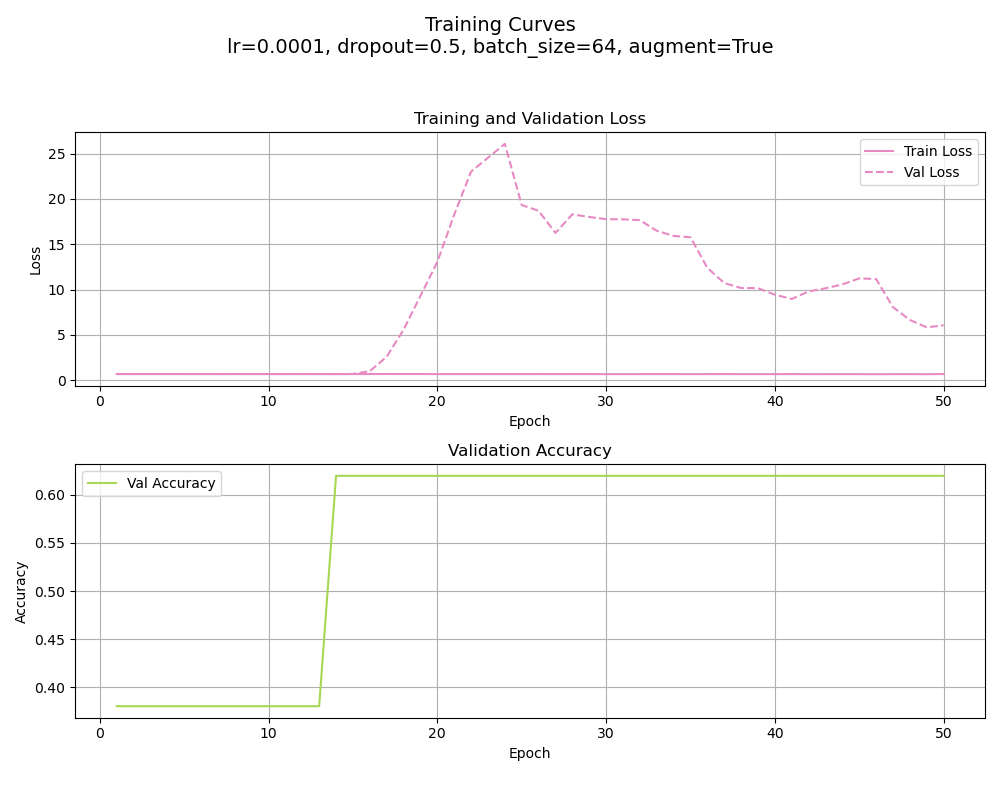 Training Curves
lr=0.0001, dropout=0.5, batch_size=64, augment=True
Training and Validation Loss
Train Loss
Val Loss
25
20
15
10
5
0
Loss
0 10 20 30 40 50
Epoch
Validation Accuracy
Val Accuracy
0.60
0.55
0.50
0.45
0.40
Accuracy
0 10 20 30 40 50
Epoch